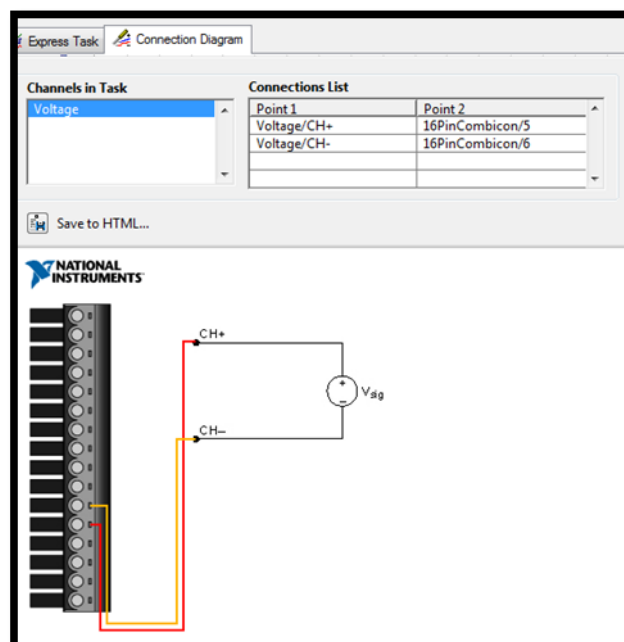 Express Task
Connection Diagram
Channels in Task
Voltage
Connections List
Point 1 Point 2
Voltage/CH+ 16PinCombicon/5
Voltage/CH- 16PinCombicon/6
Save to HTML...
NATIONAL
INSTRUMENTS
CH+
+
Vsig
−
CH−